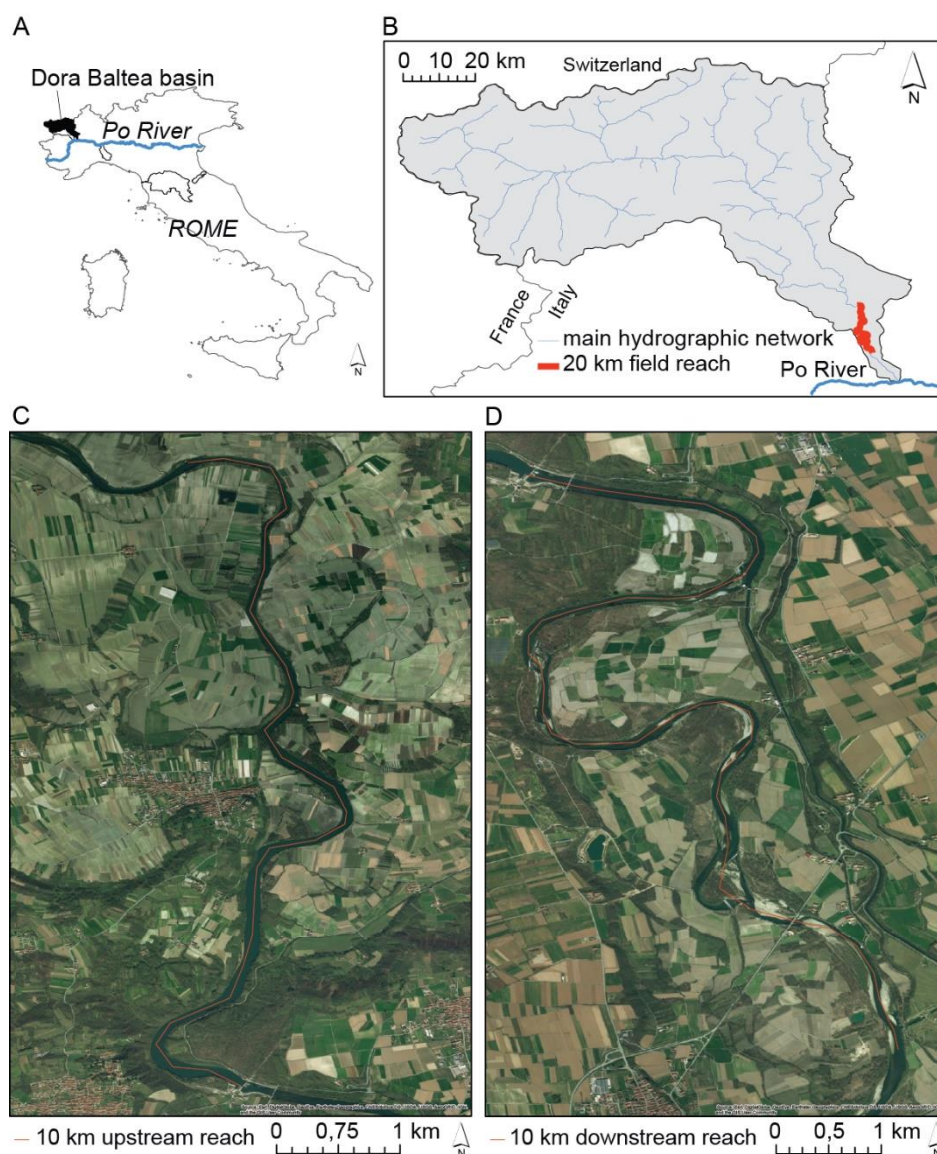 A
Dora Baltea basin
Po River
ROME
N
B
0 10 20 km
Switzerland
N
France
Italy
main hydrographic network
20 km field reach
Po River
C
D
10 km upstream reach
0 0,75 1 km
N
10 km downstream reach
0 0,5 1 km
N